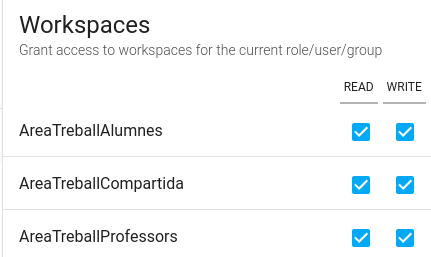 Workspaces
Grant access to workspaces for the current role/user/group
READ WRITE
AreaTreballAlumnes
AreaTreballCompartida
AreaTreballProfessors